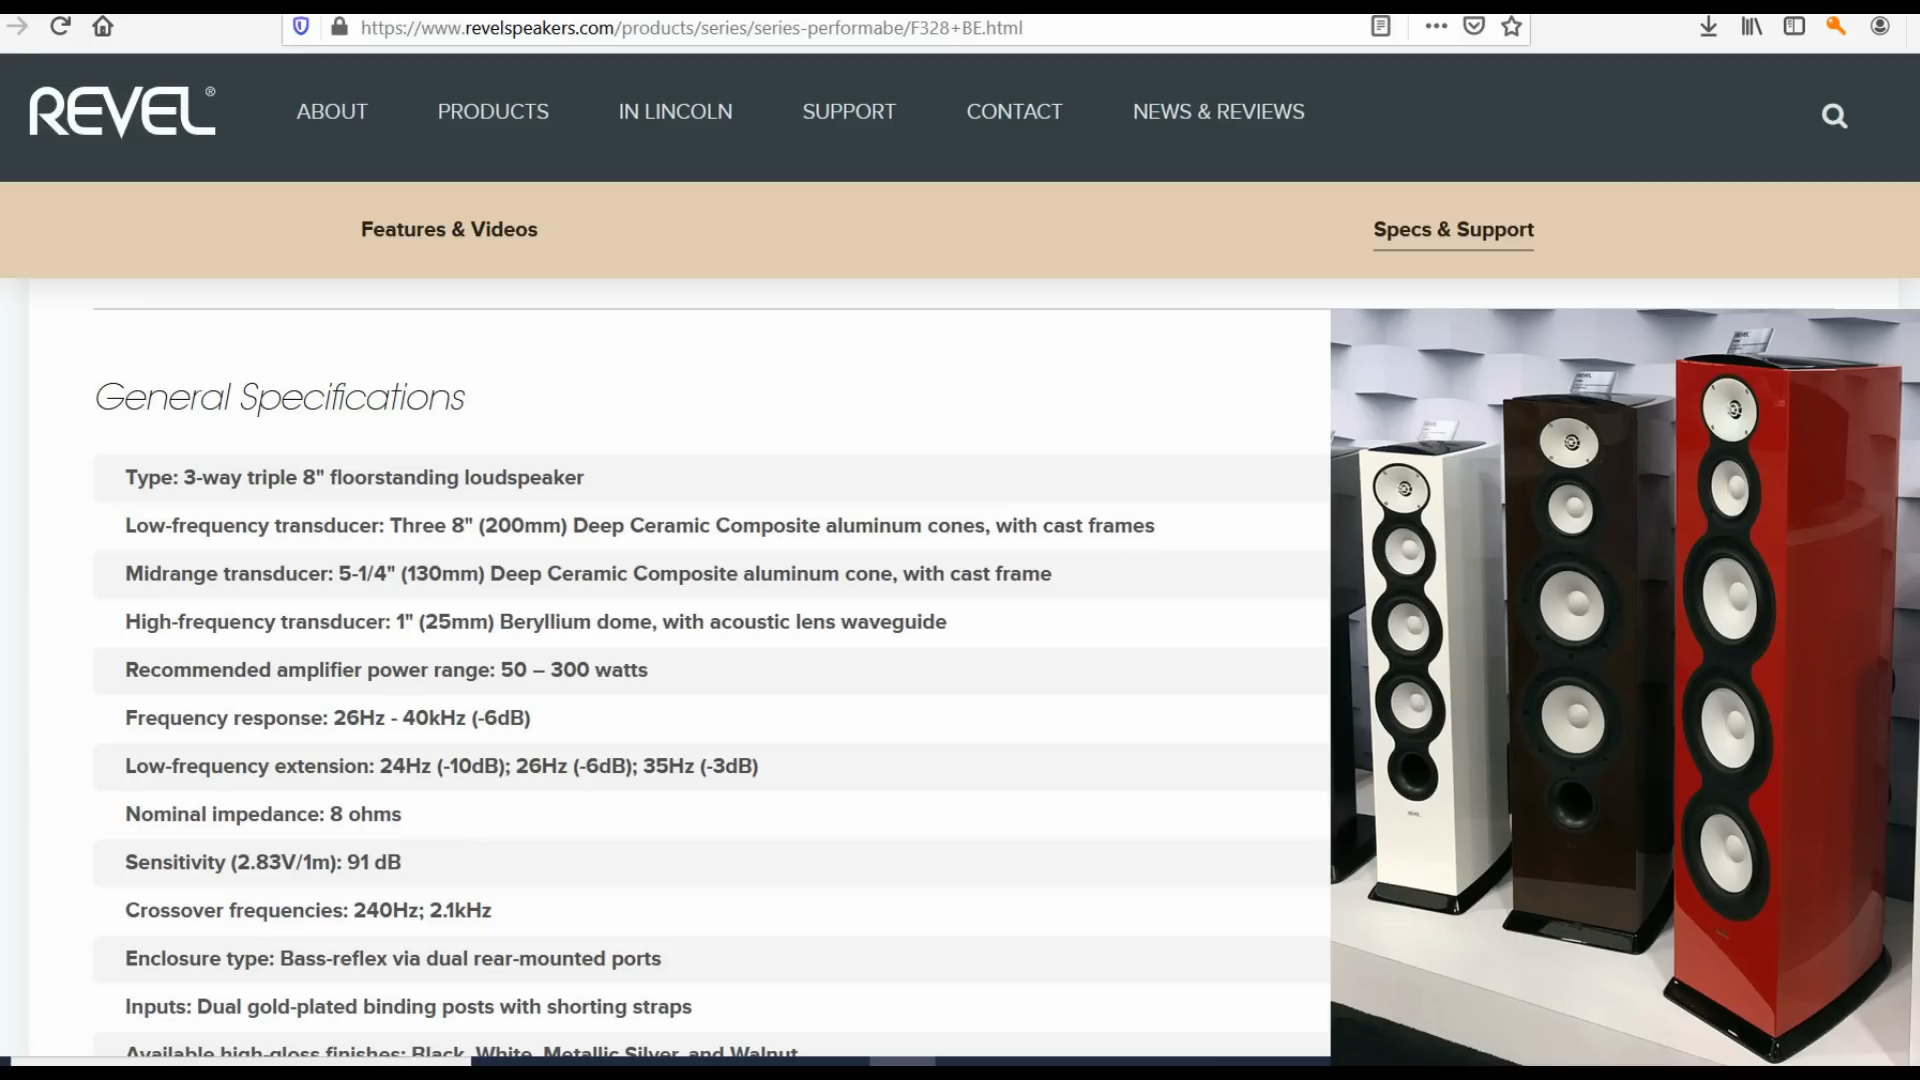 https://www.revelspeakers.com/products/series/series-performabe/F328+BE.html
REVEL®
ABOUT
PRODUCTS
IN LINCOLN
SUPPORT
CONTACT
NEWS & REVIEWS
Features & Videos
Specs & Support
General Specifications
Type: 3-way triple 8" floorstanding loudspeaker
Low-frequency transducer: Three 8" (200mm) Deep Ceramic Composite aluminum cones, with cast frames
Midrange transducer: 5-1/4" (130mm) Deep Ceramic Composite aluminum cone, with cast frame
High-frequency transducer: 1" (25mm) Beryllium dome, with acoustic lens waveguide
Recommended amplifier power range: 50 – 300 watts
Frequency response: 26Hz - 40kHz (-6dB)
Low-frequency extension: 24Hz (-10dB); 26Hz (-6dB); 35Hz (-3dB)
Nominal impedance: 8 ohms
Sensitivity (2.83V/1m): 91 dB
Crossover frequencies: 240Hz; 2.1kHz
Enclosure type: Bass-reflex via dual rear-mounted ports
Inputs: Dual gold-plated binding posts with shorting straps
Available high-gloss finishes: Black, White, Metallic Silver, and Walnut